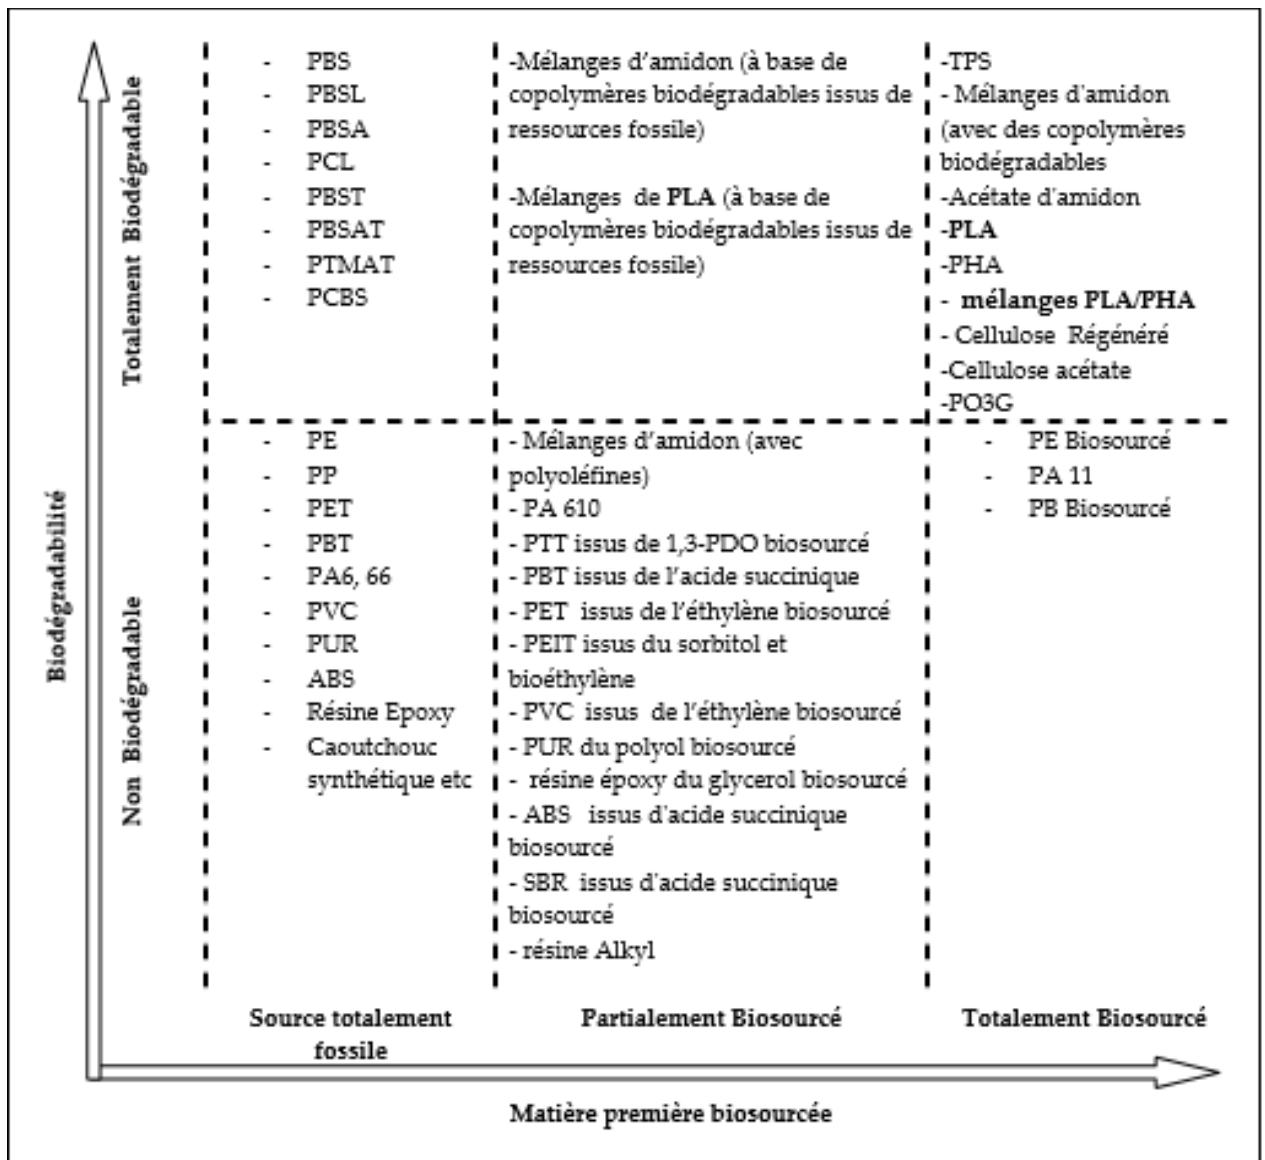 Biodégradabilité
Totalement Biodégradable
- PBS
- PBSL
- PBSA
- PCL
- PBST
- PBSAT
- PTMAT
- PCBS
-Mélanges d'amidon (à base de
copolymères biodégradables issus de
ressources fossile)
-Mélanges de PLA (à base de
copolymères biodégradables issus de
ressources fossile)
-TPS
- Mélanges d'amidon
(avec des copolymères
biodégradables
-Acétate d'amidon
-PLA
-PHA
- mélanges PLA/PHA
- Cellulose Régénéré
-Cellulose acétate
-PO3G
Non Biodégradable
- PE
- PP
- PET
- PBT
- PA6, 66
- PVC
- PUR
- ABS
- Résine Epoxy
- Caoutchouc
synthétique etc
- Mélanges d'amidon (avec
polyoléfines)
- PA 610
- PTT issus de 1,3-PDO biosourcé
- PBT issus de l'acide succinique
- PET issus de l'éthylène biosourcé
- PEIT issus du sorbitol et
bioéthylène
- PVC issus de l'éthylène biosourcé
- PUR du polyol biosourcé
- résine époxy du glycerol biosourcé
- ABS issus d'acide succinique
biosourcé
- SBR issus d'acide succinique
biosourcé
- résine Alkyl
- PE Biosourcé
- PA 11
- PB Biosourcé
Source totalement
fossile
Partialement Biosourcé
Totalement Biosourcé
Matière première biosourcée